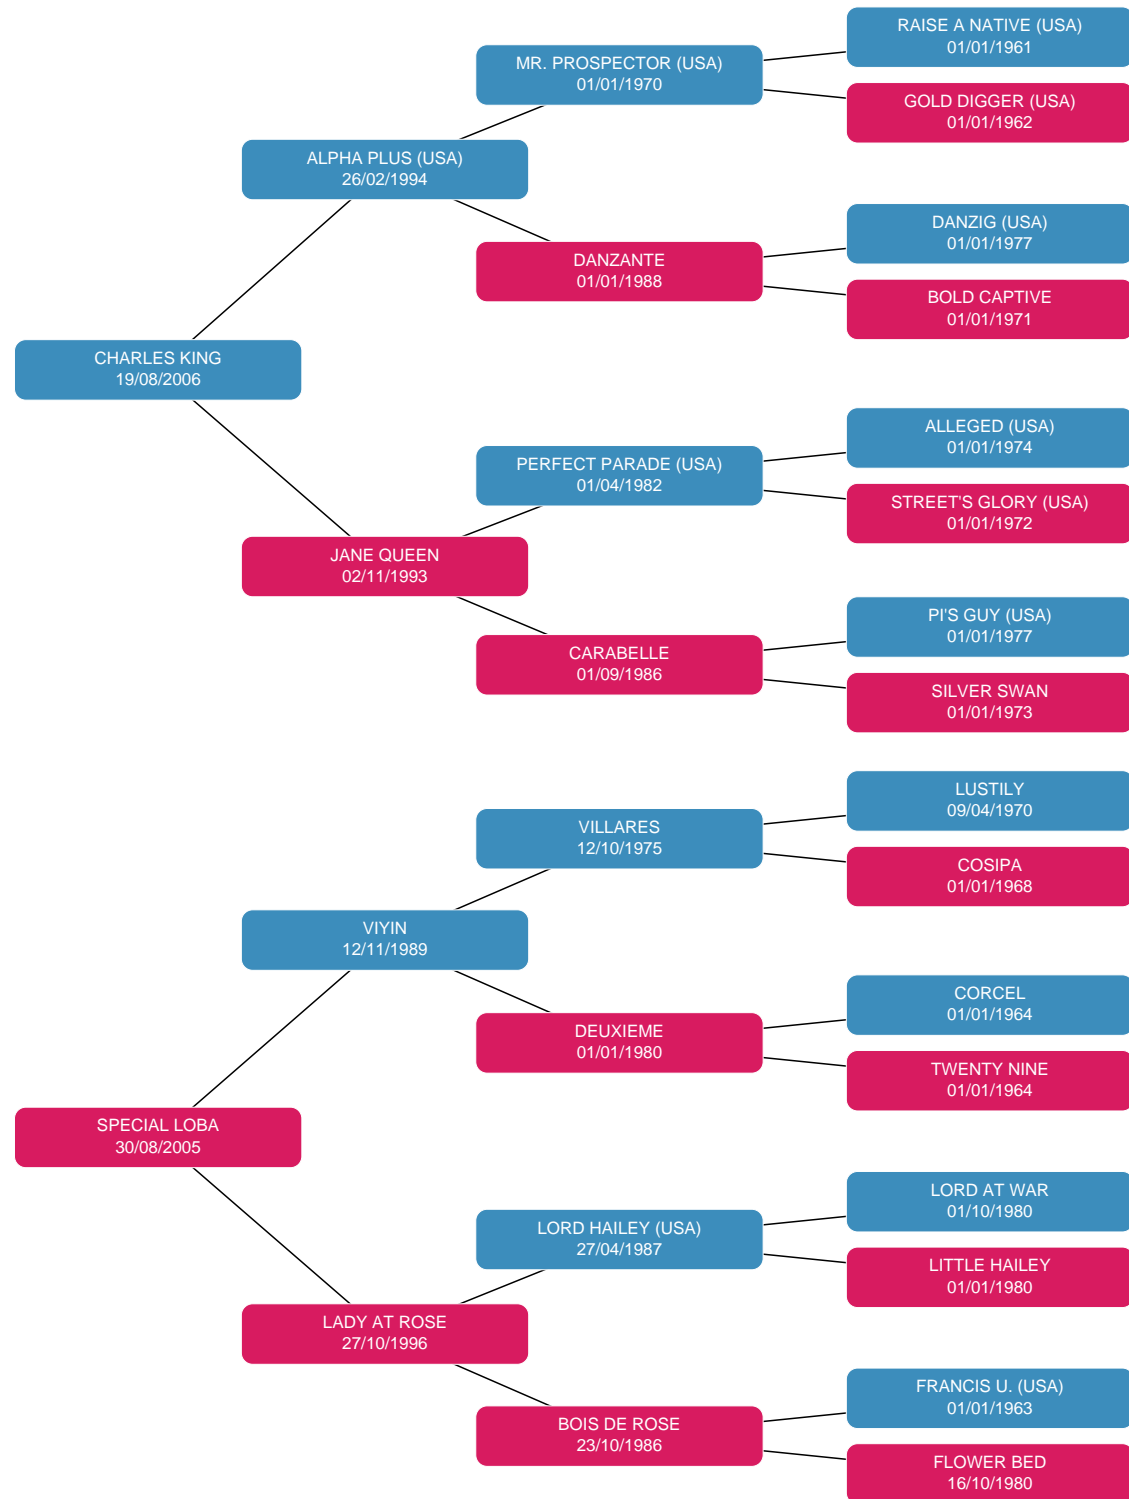 RAISE A NATIVE (USA)
01/01/1961
MR. PROSPECTOR (USA)
01/01/1970
GOLD DIGGER (USA)
01/01/1962
ALPHA PLUS (USA)
26/02/1994
DANZIG (USA)
01/01/1977
DANZANTE
01/01/1988
BOLD CAPTIVE
01/01/1971
CHARLES KING
19/08/2006
ALLEGED (USA)
01/01/1974
PERFECT PARADE (USA)
01/04/1982
STREET'S GLORY (USA)
01/01/1972
JANE QUEEN
02/11/1993
PI'S GUY (USA)
01/01/1977
CARABELLE
01/09/1986
SILVER SWAN
01/01/1973
LUSTILY
09/04/1970
VILLARES
12/10/1975
COSIPA
01/01/1968
VIYIN
12/11/1989
CORCEL
01/01/1964
DEUXIEME
01/01/1980
TWENTY NINE
01/01/1964
SPECIAL LOBA
30/08/2005
LORD AT WAR
01/10/1980
LORD HAILEY (USA)
27/04/1987
LITTLE HAILEY
01/01/1980
LADY AT ROSE
27/10/1996
FRANCIS U. (USA)
01/01/1963
BOIS DE ROSE
23/10/1986
FLOWER BED
16/10/1980